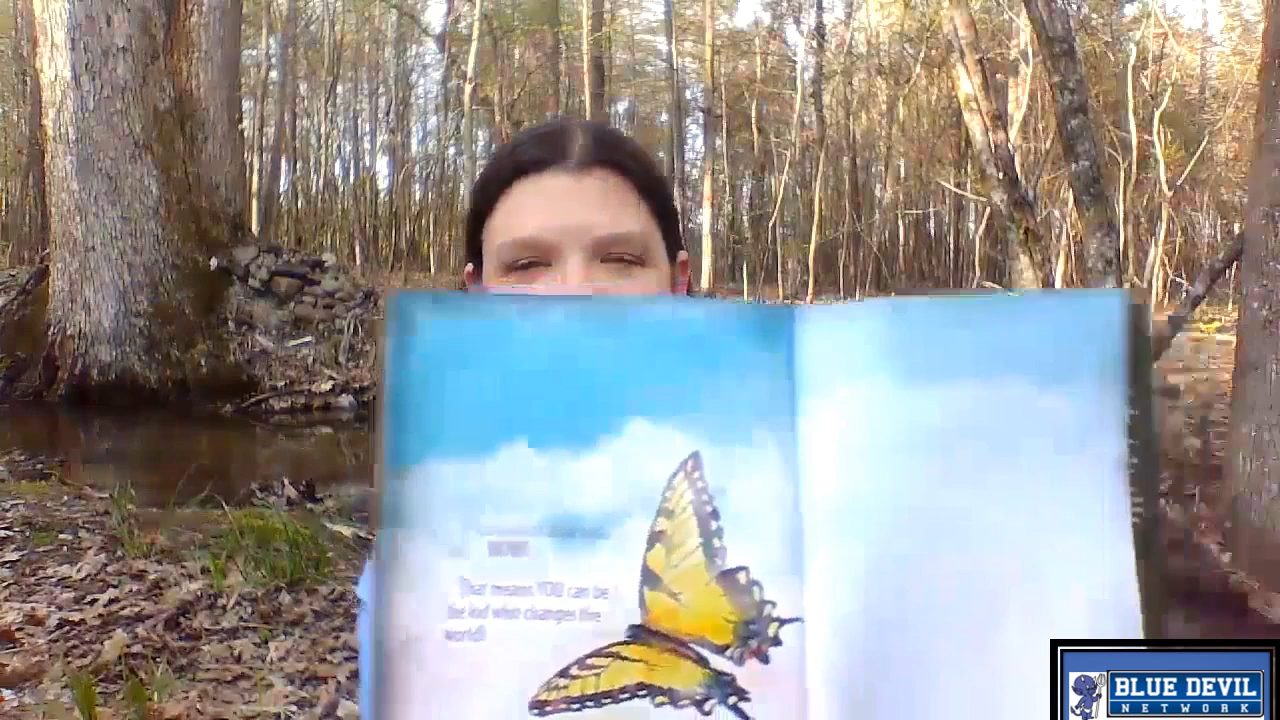 That means YOU can be
the kid who changes the
world!
BLUE DEVIL
NETWORK